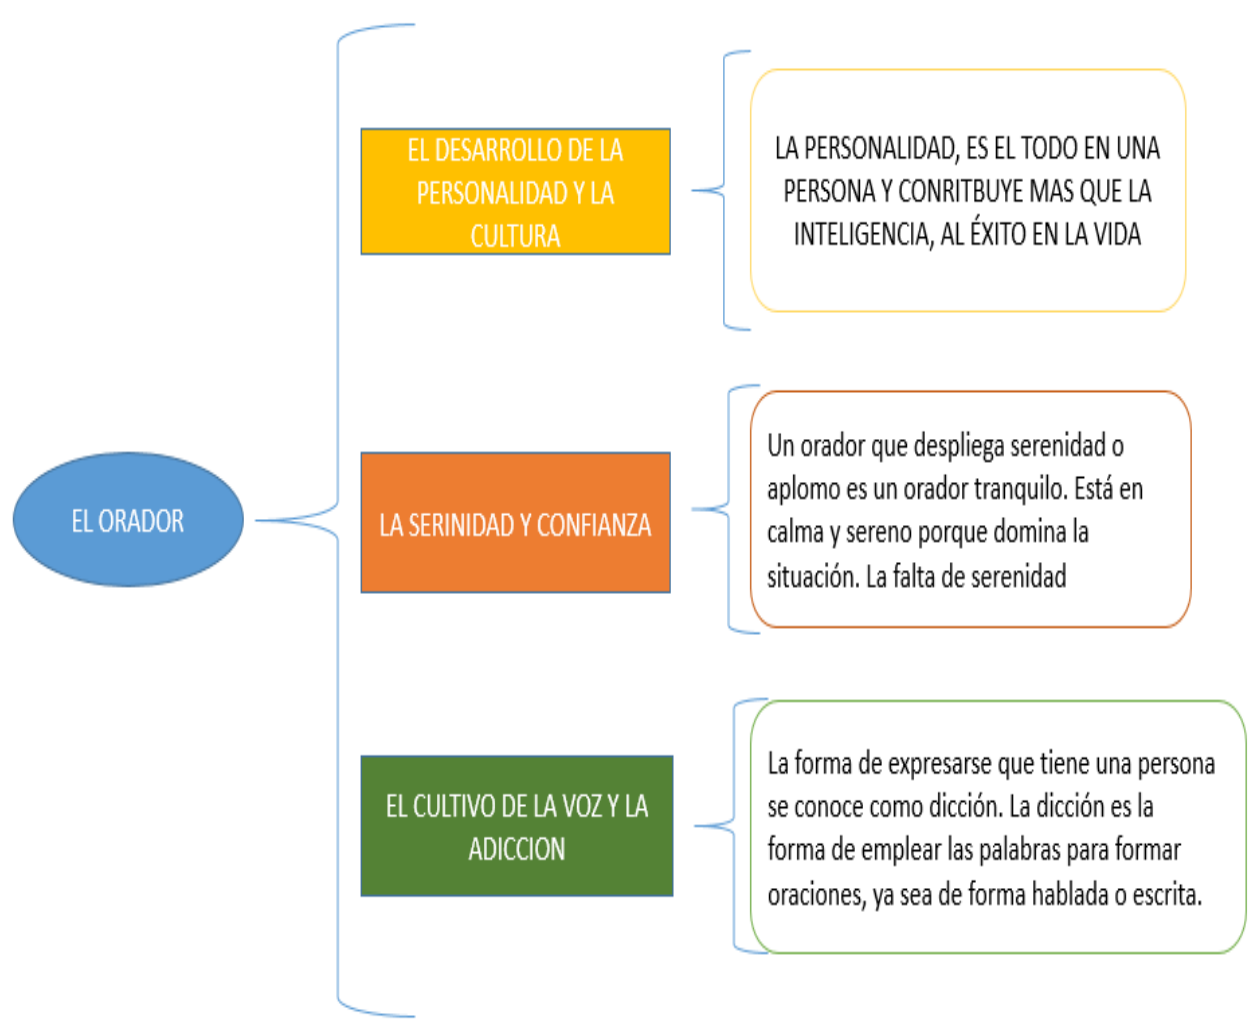 EL ORADOR
EL DESARROLLO DE LA
PERSONALIDAD Y LA
CULTURA
LA PERSONALIDAD, ES EL TODO EN UNA
PERSONA Y CONRITBUYE MAS QUE LA
INTELIGENCIA, AL ÉXITO EN LA VIDA
LA SERINIDAD Y CONFIANZA
Un orador que despliega serenidad o
aplomo es un orador tranquilo. Está en
calma y sereno porque domina la
situación. La falta de serenidad
EL CULTIVO DE LA VOZ Y LA
ADICCION
La forma de expresarse que tiene una persona
se conoce como dicción. La dicción es la
forma de emplear las palabras para formar
oraciones, ya sea de forma hablada o escrita.